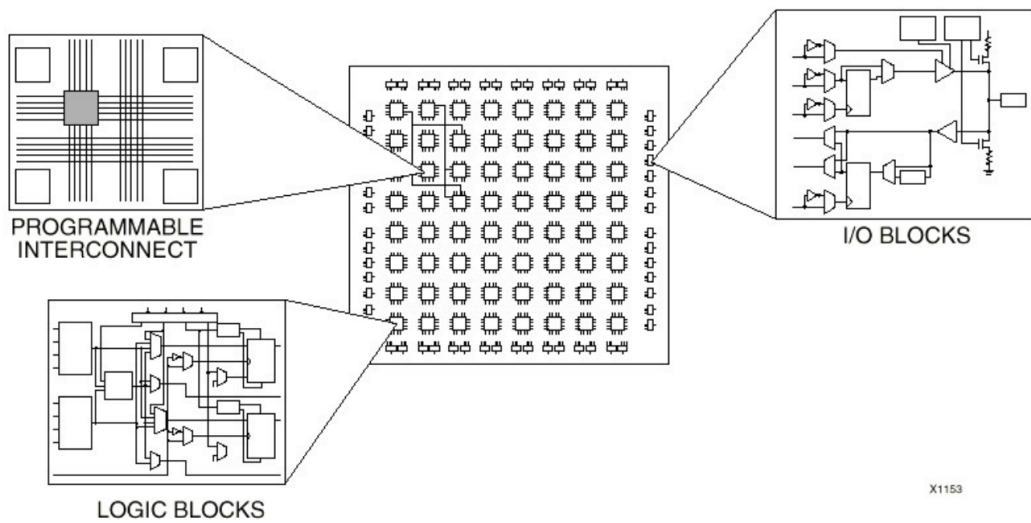 PROGRAMMABLE
INTERCONNECT
I/O BLOCKS
LOGIC BLOCKS
X1153